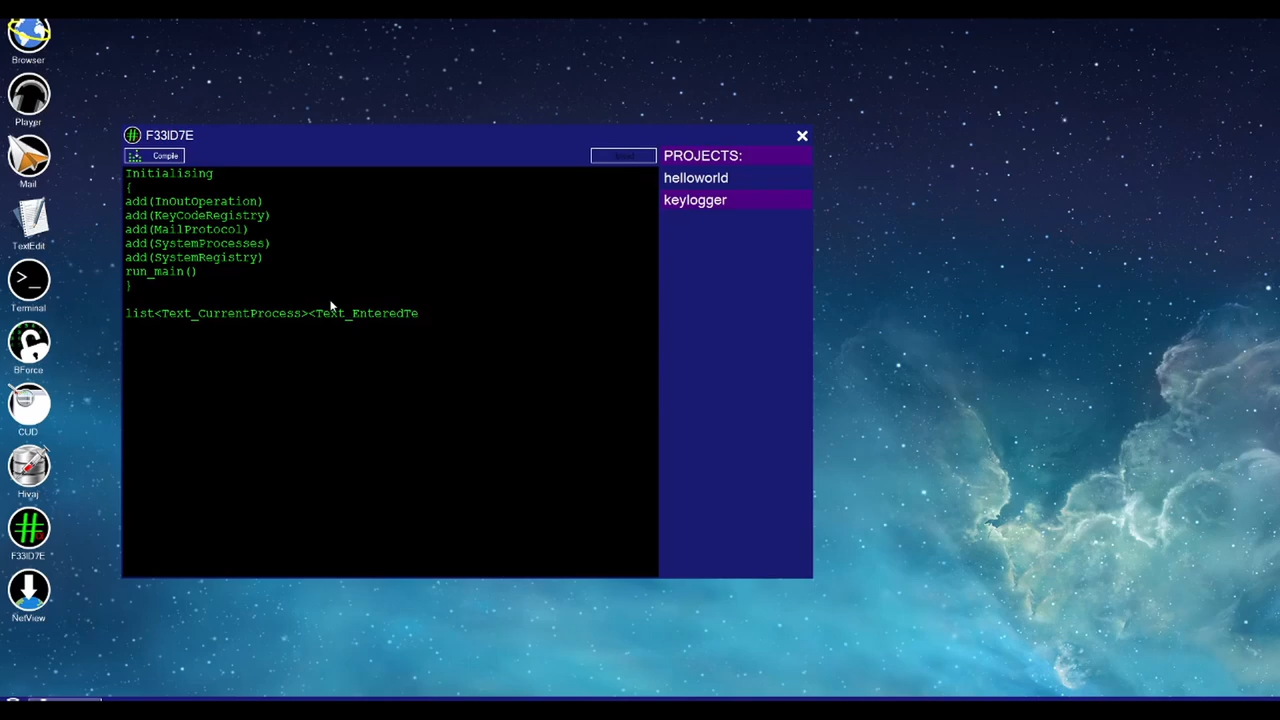 Browser
Player
Mail
TextEdit
>_
Terminal
BForce
CUD
Hivaj
F33ID7E
NetView
F33ID7E
Compile
Initialising
{
add(InOutOperation)
add(KeyCodeRegistry)
add(MailProtocol)
add(SystemProcesses)
add(SystemRegistry)
run_main()
}
list<Text_CurrentProcess><Text_EnteredTe
PROJECTS:
helloworld
keylogger